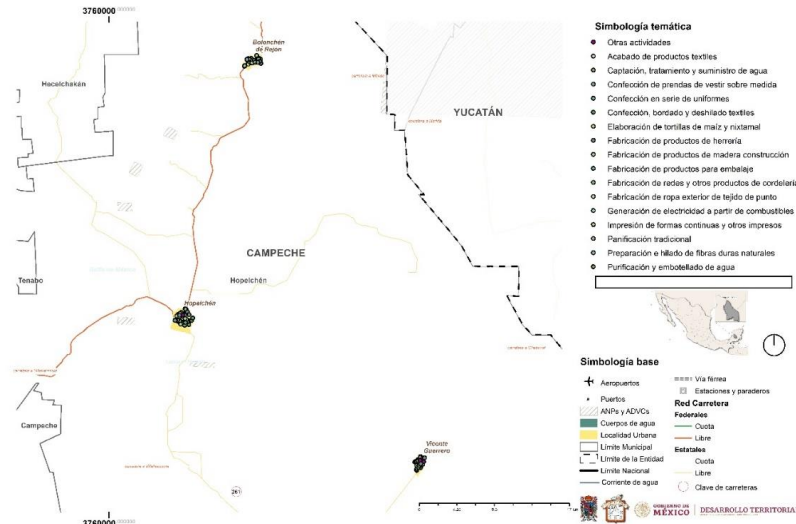 3760000
Bolonchén
de Rejón
Hecelchakán
YUCATÁN
CAMPECHE
Hopelchén
Tenabo
Hopelchén
Campeche
Vicente
Guerrero
261
3760000
Simbología temática
Otras actividades
Acabado de productos textiles
Captación, tratamiento y suministro de agua
Confección de prendas de vestir sobre medida
Confección en serie de uniformes
Confección, bordado y deshilado textiles
Elaboración de tortillas de maíz y nixtamal
Fabricación de productos de herrería
Fabricación de productos de madera construcción
Fabricación de productos para embalaje
Fabricación de redes y otros productos de cordelería
Fabricación de ropa exterior de tejido de punto
Generación de electricidad a partir de combustibles
Impresión de formas continuas y otros impresos
Panificación tradicional
Preparación e hilado de fibras duras naturales
Purificación y embotellado de agua
Simbología base
Aeropuertos
Puertos
ANPs y ADVCs
Cuerpos de agua
Localidad Urbana
Límite Municipal
Límite de la Entidad
Límite Nacional
Corriente de agua
Vía férrea
Estaciones y paraderos
Red Carretera
Federales
Cuota
Libre
Estatales
Cuota
Libre
Clave de carreteras
GOBIERNO DE
MÉXICO
DESARROLLO TERRITORIA